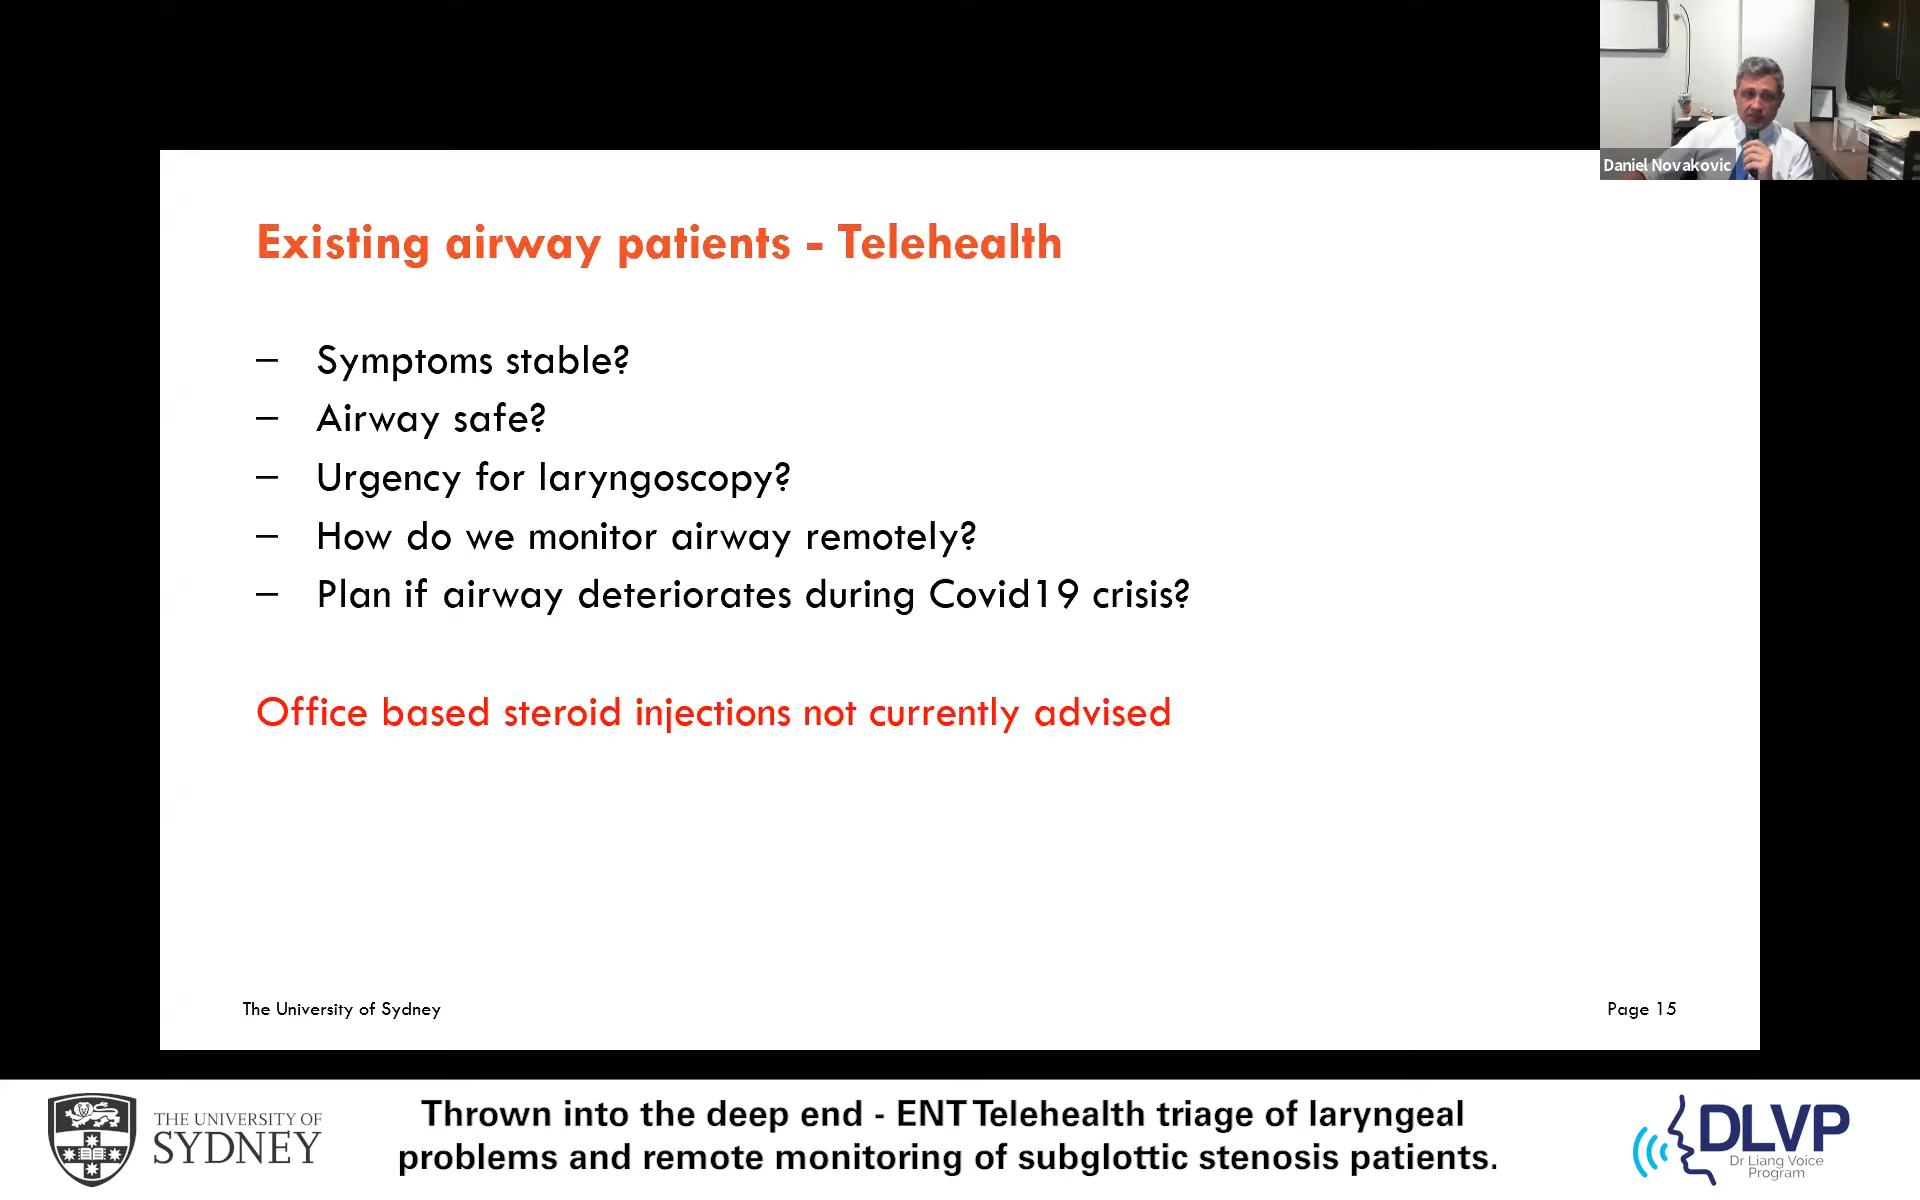 Daniel Novakovic
Existing airway patients - Telehealth
– Symptoms stable?
– Airway safe?
– Urgency for laryngoscopy?
– How do we monitor airway remotely?
– Plan if airway deteriorates during Covid19 crisis?
Office based steroid injections not currently advised
The University of Sydney
Page 15
THE UNIVERSITY OF
SYDNEY
Thrown into the deep end - ENT Telehealth triage of laryngeal
problems and remote monitoring of subglottic stenosis patients.
DLVP
Dr Liang Voice
Program